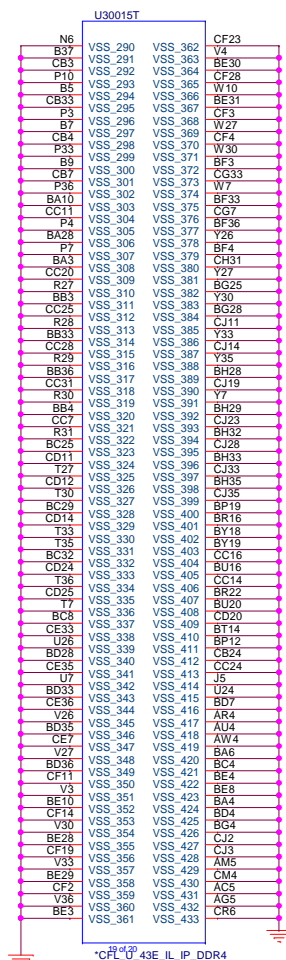 U30015T
N6 VSS_290 VSS_362 CF23
B37 VSS_291 VSS_363 V4
CB3 VSS_292 VSS_364 BE30
P10 VSS_293 VSS_365 CF28
B5 VSS_294 VSS_366 W10
CB33 VSS_295 VSS_367 BE31
P3 VSS_296 VSS_368 CF3
B7 VSS_297 VSS_369 W27
CB4 VSS_298 VSS_370 CF4
P33 VSS_299 VSS_371 W30
B9 VSS_300 VSS_372 BF3
CB7 VSS_301 VSS_373 CG33
P36 VSS_302 VSS_374 W7
BA10 VSS_303 VSS_375 BF33
CC11 VSS_304 VSS_376 CG7
P4 VSS_305 VSS_377 BF36
BA28 VSS_306 VSS_378 Y26
P7 VSS_307 VSS_379 BF4
BA3 VSS_308 VSS_380 CH31
CC20 VSS_309 VSS_381 Y27
R27 VSS_310 VSS_382 BG25
BB3 VSS_311 VSS_383 Y30
CC25 VSS_312 VSS_384 BG28
R28 VSS_313 VSS_385 CJ11
BB33 VSS_314 VSS_386 Y33
CC28 VSS_315 VSS_387 CJ14
R29 VSS_316 VSS_388 Y35
BB36 VSS_317 VSS_389 BH28
CC31 VSS_318 VSS_390 CJ19
R30 VSS_319 VSS_391 Y7
BB4 VSS_320 VSS_392 BH29
CC7 VSS_321 VSS_393 CJ23
R31 VSS_322 VSS_394 BH32
BC25 VSS_323 VSS_395 CJ28
CD11 VSS_324 VSS_396 BH33
T27 VSS_325 VSS_397 CJ33
CD12 VSS_326 VSS_398 BH35
T30 VSS_327 VSS_399 CJ35
BC29 VSS_328 VSS_400 BP19
CD14 VSS_329 VSS_401 BR16
T33 VSS_330 VSS_402 BY18
T35 VSS_331 VSS_403 BY19
BC32 VSS_332 VSS_404 CC16
CD24 VSS_333 VSS_405 BU16
T36 VSS_334 VSS_406 CC14
CD25 VSS_335 VSS_407 BR22
T7 VSS_336 VSS_408 BU20
BC8 VSS_337 VSS_409 CD20
CE33 VSS_338 VSS_410 BT14
U26 VSS_339 VSS_411 BP12
BD28 VSS_340 VSS_412 CB24
CE35 VSS_341 VSS_413 CC24
U7 VSS_342 VSS_414 J5
BD33 VSS_343 VSS_415 U24
CE36 VSS_344 VSS_416 BD7
V26 VSS_345 VSS_417 AR4
BD35 VSS_346 VSS_418 AU4
CE7 VSS_347 VSS_419 AW4
V27 VSS_348 VSS_420 BA6
BD36 VSS_349 VSS_421 BC4
CF11 VSS_350 VSS_422 BE4
V3 VSS_351 VSS_423 BE8
BE10 VSS_352 VSS_424 BA4
CF14 VSS_353 VSS_425 BD4
V30 VSS_354 VSS_426 BG4
BE28 VSS_355 VSS_427 CJ2
CF19 VSS_356 VSS_428 CJ3
V33 VSS_357 VSS_429 AM5
BE29 VSS_358 VSS_430 CM4
CF2 VSS_359 VSS_431 AC5
V36 VSS_360 VSS_432 AG5
BE3 VSS_361 VSS_433 CR6
19 of 20
*CFL_U_43E_IL_IP_DDR4